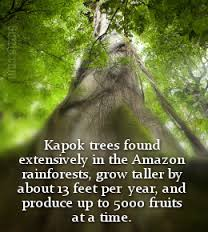 Kapok trees found
extensively in the Amazon
rainforests, grow taller by
about 13 feet per year, and
produce up to 5000 fruits
at a time.